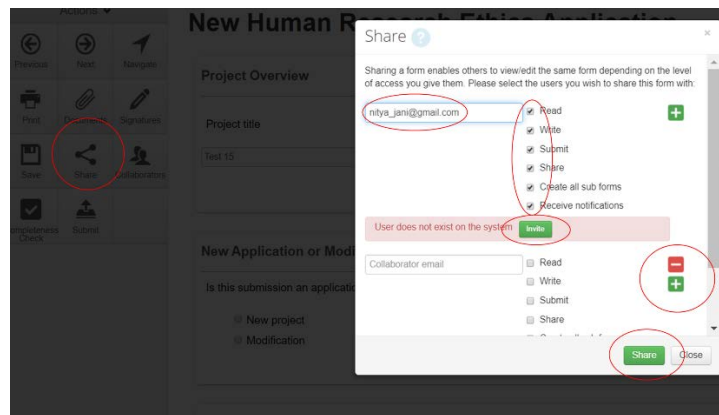 Actions
Previous
Next
Navigate
Print
Documents
Signatures
Save
Share
Collaborators
Completeness
Check
Submit
New Human Research Ethics Application
Project Overview
Project title
Test 15
New Application or Modi
Is this submission an applicatio
New project
Modification
Share ?
×
Sharing a form enables others to view/edit the same form depending on the level
of access you give them. Please select the users you wish to share this form with:
nitya_jani@gmail.com
Read
Write
Submit
Share
Create all sub forms
Receive notifications
User does not exist on the system Invite
Collaborator email
Read
Write
Submit
Share
Share Close